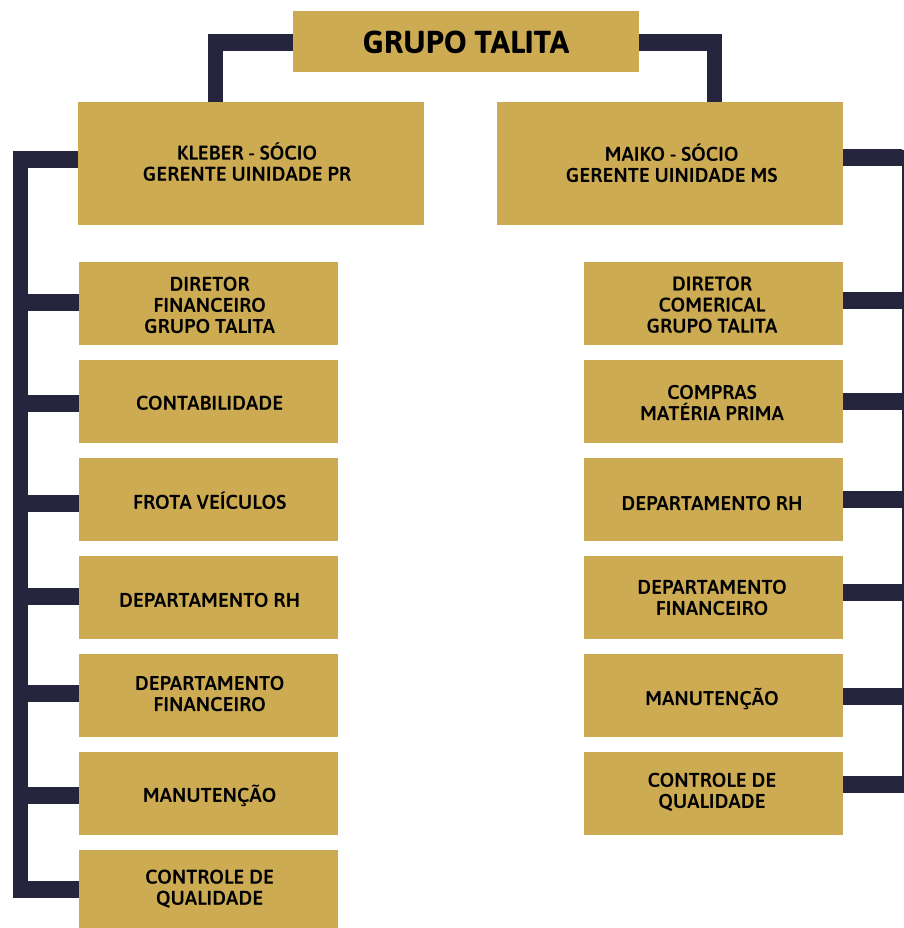 GRUPO TALITA
KLEBER - SÓCIO
GERENTE UINIDADE PR
MAIKO - SÓCIO
GERENTE UINIDADE MS
DIRETOR
FINANCEIRO
GRUPO TALITA
CONTABILIDADE
FROTA VEÍCULOS
DEPARTAMENTO RH
DEPARTAMENTO
FINANCEIRO
MANUTENÇÃO
CONTROLE DE
QUALIDADE
DIRETOR
COMERICAL
GRUPO TALITA
COMPRAS
MATÉRIA PRIMA
DEPARTAMENTO RH
DEPARTAMENTO
FINANCEIRO
MANUTENÇÃO
CONTROLE DE
QUALIDADE